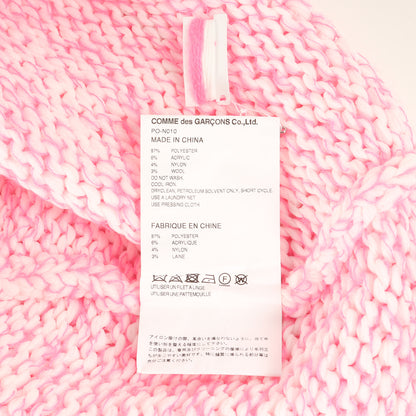 COMME des GARÇONS Co.,Ltd.
PO-N010
MADE IN CHINA
87% POLYESTER
6% ACRYLIC
4% NYLON
3% WOOL
DO NOT WASH.
COOL IRON.
DRYCLEAN, PETROLEUM SOLVENT ONLY, SHORT CYCLE.
USE A LAUNDRY NET
USE PRESSING CLOTH
FABRIQUE EN CHINE
87% POLYESTER
6% ACRYLIQUE
4% NYLON
3% LAINE
UTILISER UN FILET A LINGE
UTILISER UNE PATTEMOUILLE